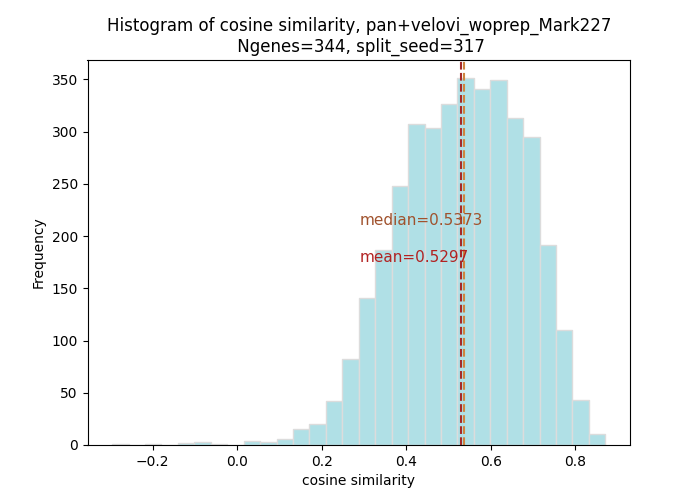 Histogram of cosine similarity, pan+velovi_woprep_Mark227
Ngenes=344, split_seed=317
350
300
250
200
150
100
50
0
Frequency
median=0.5373
mean=0.5297
−0.2 0.0 0.2 0.4 0.6 0.8
cosine similarity